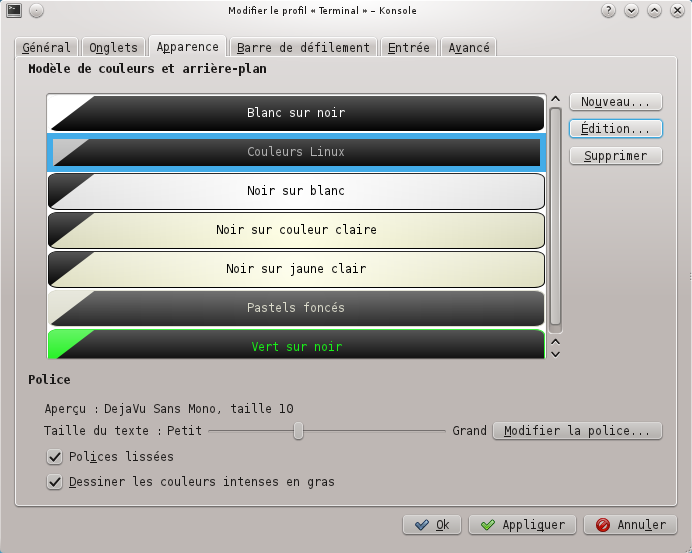 Modifier le profil « Terminal » – Konsole
Général Onglets Apparence Barre de défilement Entrée Avancé
Modèle de couleurs et arrière-plan
Blanc sur noir
Couleurs Linux
Noir sur blanc
Noir sur couleur claire
Noir sur jaune clair
Pastels foncés
Vert sur noir
Nouveau...
Édition...
Supprimer
Police
Aperçu : DejaVu Sans Mono, taille 10
Taille du texte : Petit Grand Modifier la police...
Polices lissées
Dessiner les couleurs intenses en gras
Ok Appliquer Annuler